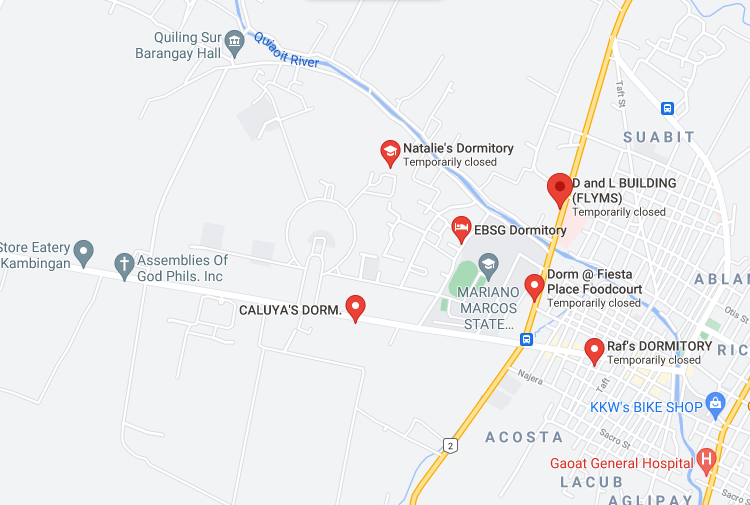 Quiling Sur
Barangay Hall
Quiaoit River
Taft St
SUABIT
Natalie's Dormitory
Temporarily closed
D and L BUILDING
(FLYMS)
Temporarily closed
EBSG Dormitory
Store Eatery
Kambingan
Assemblies Of
God Phils. Inc
Dorm @ Fiesta
Place Foodcourt
Temporarily closed
MARIANO
MARCOS
STATE...
CALUYA'S DORM.
ABLAN
Otis St
RIC
Raf's DORMITORY
Temporarily closed
Najera
Taft
KKW's BIKE SHOP
ACOSTA
Sacro St
2
Gaoat General Hospital
H
LACUB
AGLIPAY
Sacro S